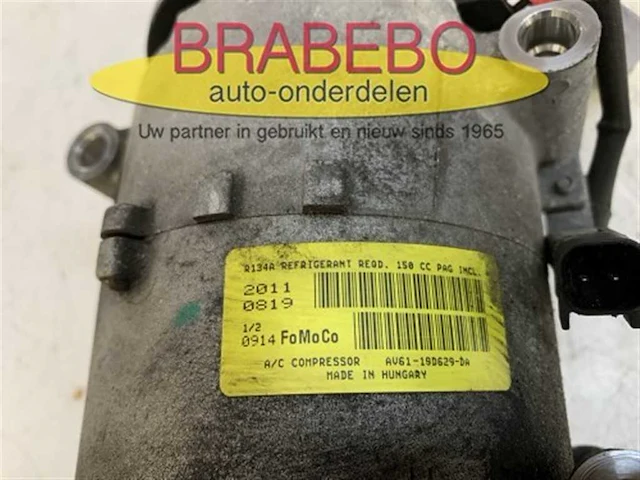 BRABEBO
auto-onderdelen
Uw partner in gebruikt en nieuw sinds 1965
R134A REFRIGERANT REQD. 150 CC PAG INCL.
2011
0819
1/2
0914 FoMoCo
A/C COMPRESSOR AV61-19D629-DA
MADE IN HUNGARY